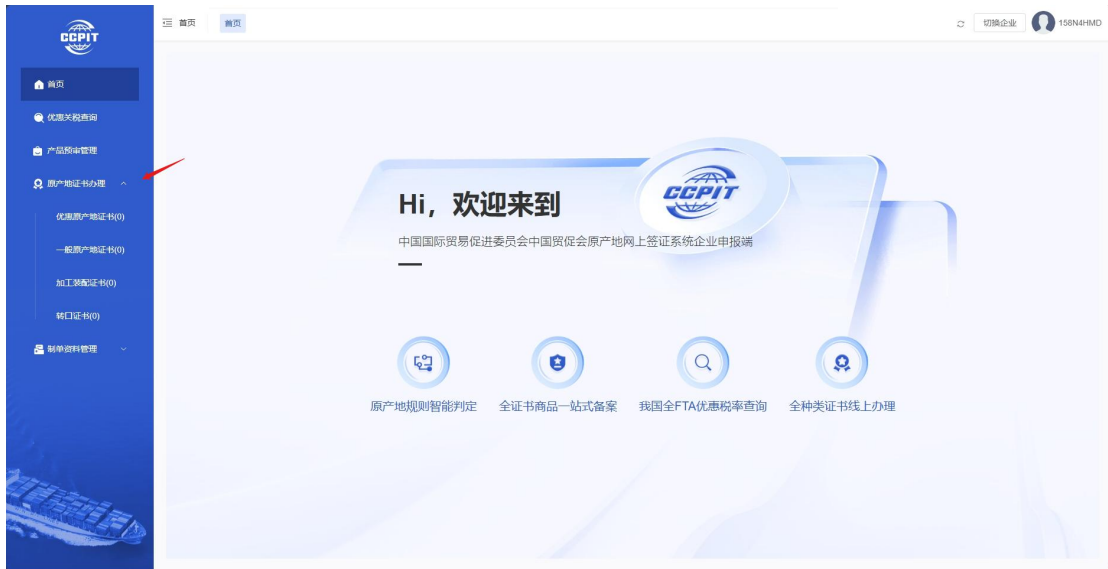 CCPIT
首页
首页
切换企业
158N4HMD
首页
优惠关税查询
产品预审管理
原产地证书办理
优惠原产地证书(0)
一般原产地证书(0)
加工装配证书(0)
转口证书(0)
制单资料管理
CCPIT
Hi，欢迎来到
中国国际贸易促进委员会中国贸促会原产地网上签证系统企业申报端
原产地规则智能判定
全证书商品一站式备案
我国全FTA优惠税率查询
全种类证书线上办理